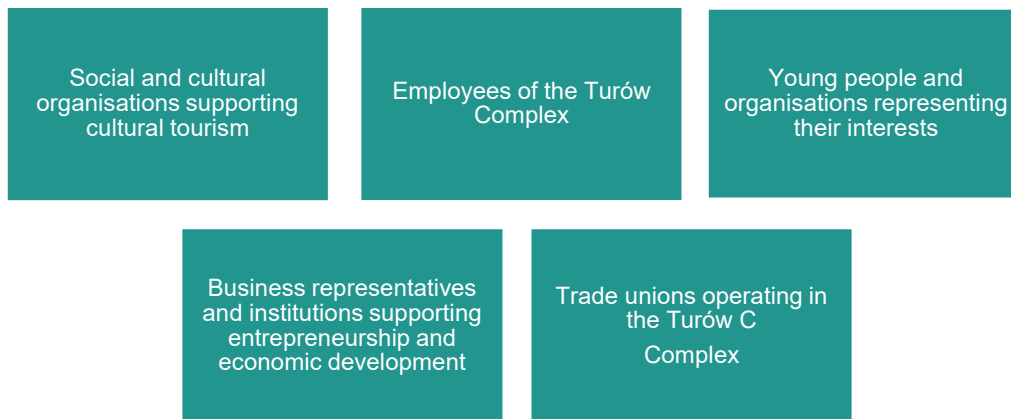 Social and cultural
organisations supporting
cultural tourism
Employees of the Turów
Complex
Young people and
organisations representing
their interests
Business representatives
and institutions supporting
entrepreneurship and
economic development
Trade unions operating in
the Turów C
Complex